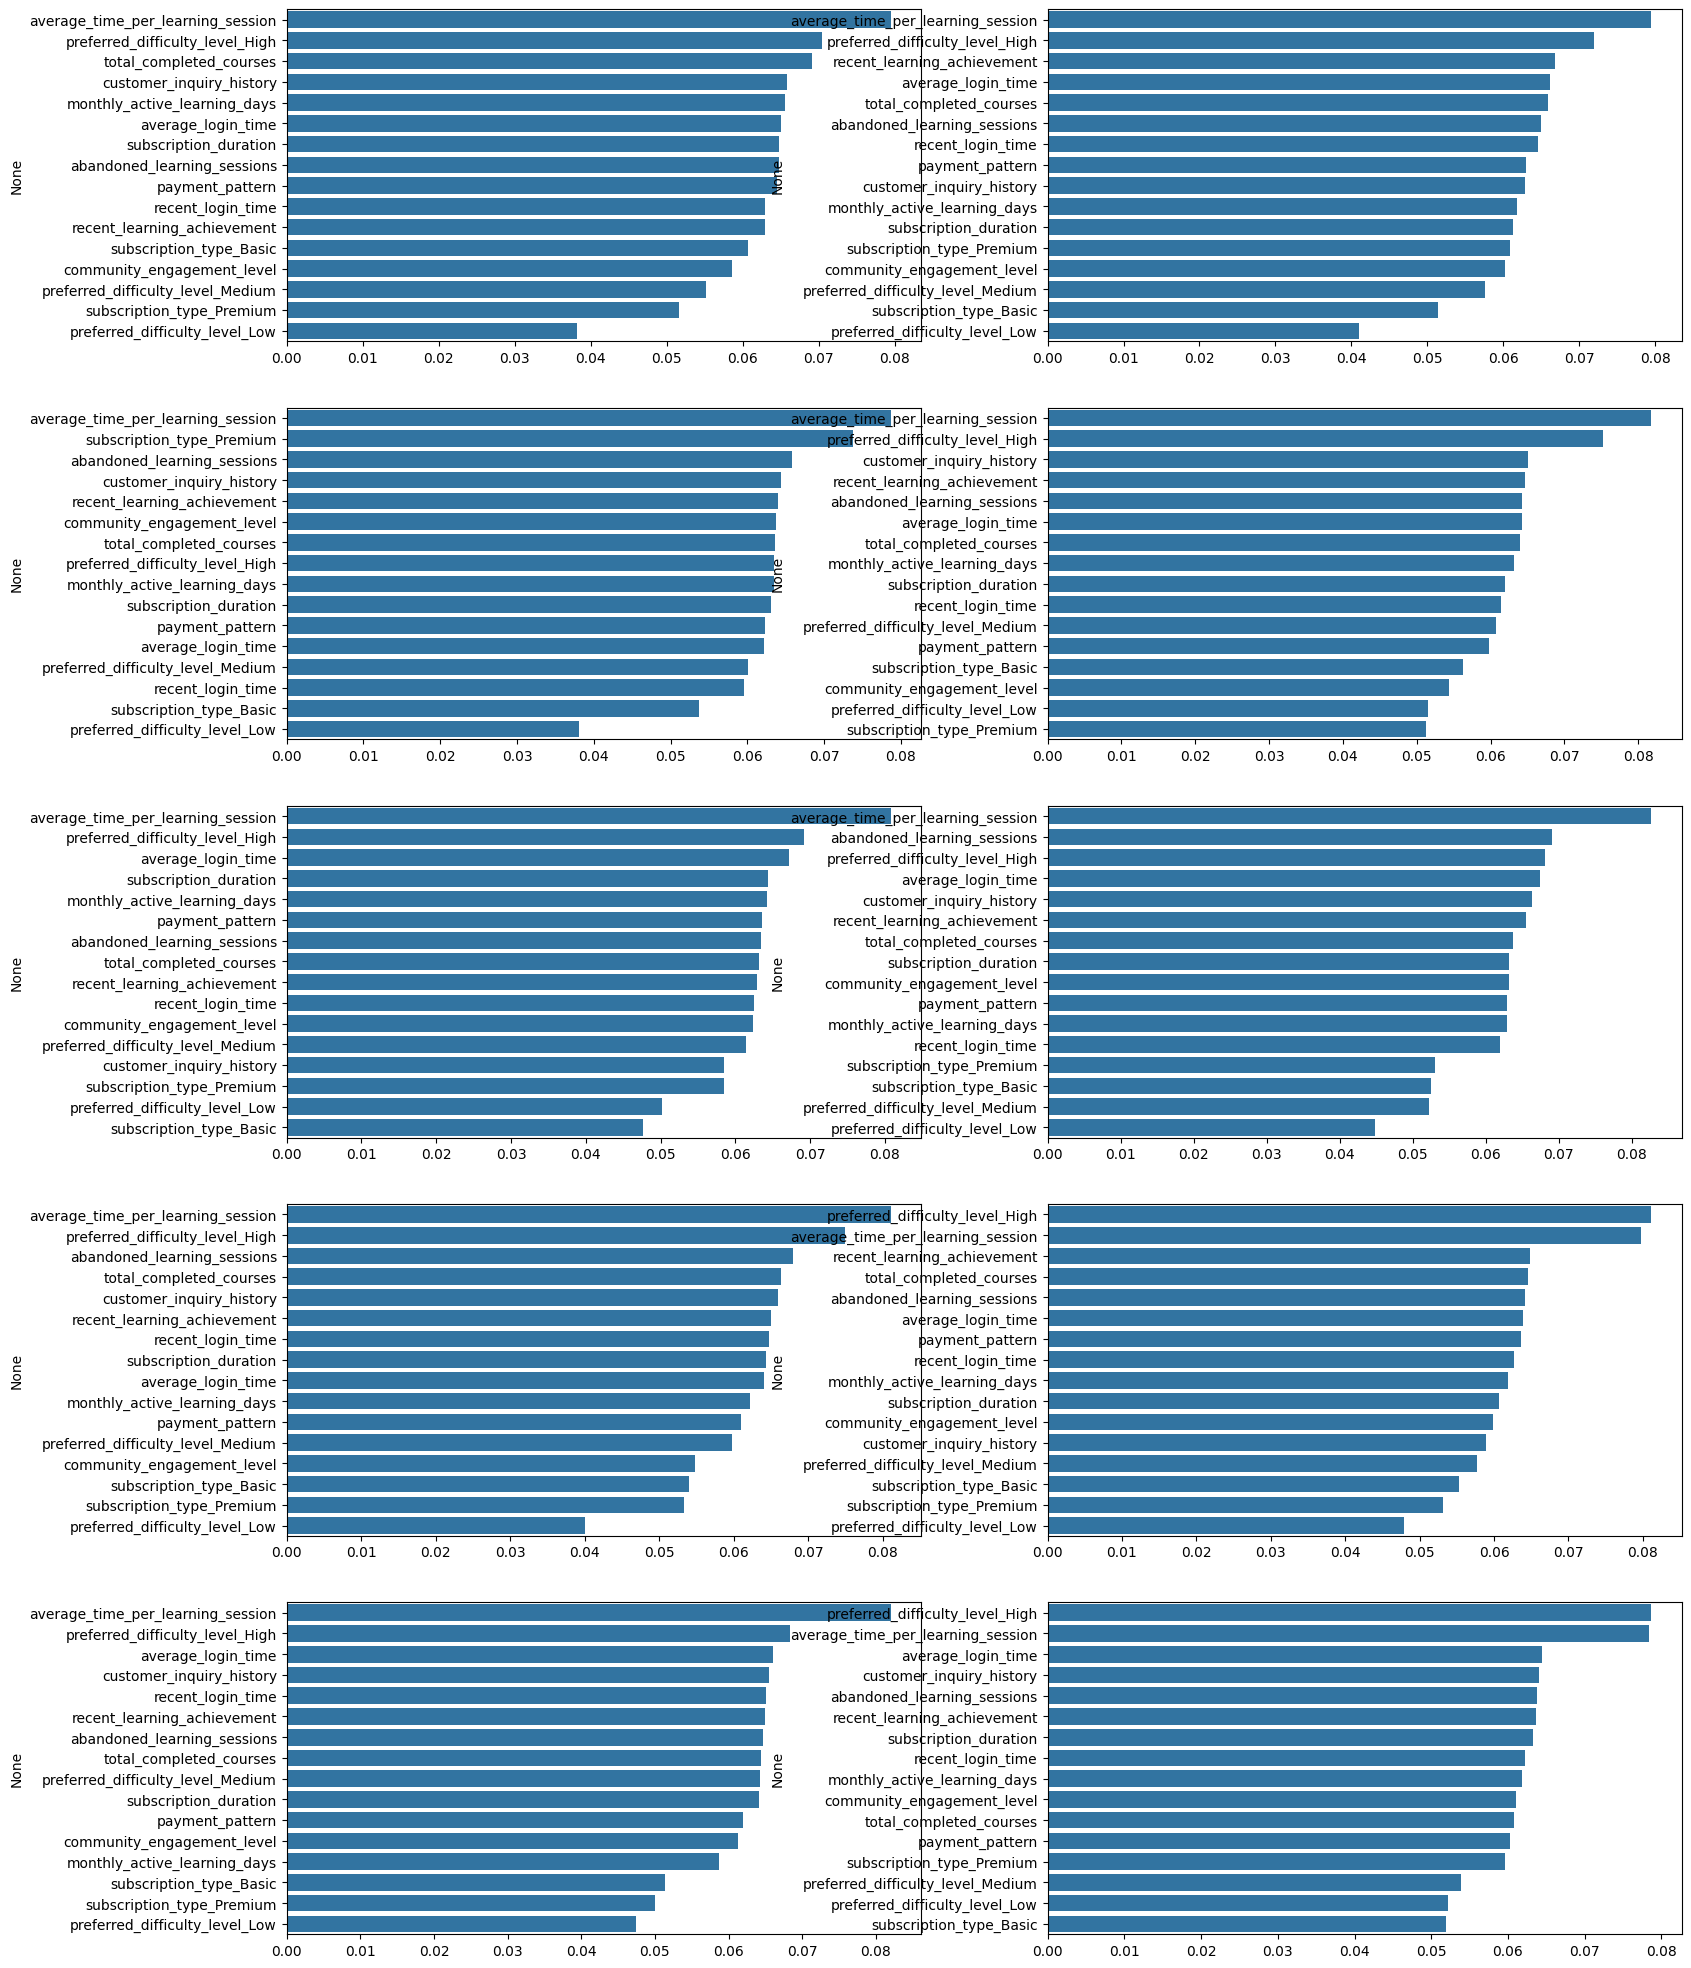 average_time_per_learning_session
preferred_difficulty_level_High
total_completed_courses
customer_inquiry_history
monthly_active_learning_days
average_login_time
subscription_duration
abandoned_learning_sessions
payment_pattern
recent_login_time
recent_learning_achievement
subscription_type_Basic
community_engagement_level
preferred_difficulty_level_Medium
subscription_type_Premium
preferred_difficulty_level_Low
None
0.00 0.01 0.02 0.03 0.04 0.05 0.06 0.07 0.08
average_time_per_learning_session
preferred_difficulty_level_High
recent_learning_achievement
average_login_time
total_completed_courses
abandoned_learning_sessions
recent_login_time
payment_pattern
customer_inquiry_history
monthly_active_learning_days
subscription_duration
subscription_type_Premium
community_engagement_level
preferred_difficulty_level_Medium
subscription_type_Basic
preferred_difficulty_level_Low
None
0.00 0.01 0.02 0.03 0.04 0.05 0.06 0.07 0.08
average_time_per_learning_session
subscription_type_Premium
abandoned_learning_sessions
customer_inquiry_history
recent_learning_achievement
community_engagement_level
total_completed_courses
preferred_difficulty_level_High
monthly_active_learning_days
subscription_duration
payment_pattern
average_login_time
preferred_difficulty_level_Medium
recent_login_time
subscription_type_Basic
preferred_difficulty_level_Low
None
0.00 0.01 0.02 0.03 0.04 0.05 0.06 0.07 0.08
average_time_per_learning_session
preferred_difficulty_level_High
customer_inquiry_history
recent_learning_achievement
abandoned_learning_sessions
average_login_time
total_completed_courses
monthly_active_learning_days
subscription_duration
recent_login_time
preferred_difficulty_level_Medium
payment_pattern
subscription_type_Basic
community_engagement_level
preferred_difficulty_level_Low
subscription_type_Premium
None
0.00 0.01 0.02 0.03 0.04 0.05 0.06 0.07 0.08
average_time_per_learning_session
preferred_difficulty_level_High
average_login_time
subscription_duration
monthly_active_learning_days
payment_pattern
abandoned_learning_sessions
total_completed_courses
recent_learning_achievement
recent_login_time
community_engagement_level
preferred_difficulty_level_Medium
customer_inquiry_history
subscription_type_Premium
preferred_difficulty_level_Low
subscription_type_Basic
None
0.00 0.01 0.02 0.03 0.04 0.05 0.06 0.07 0.08
average_time_per_learning_session
abandoned_learning_sessions
preferred_difficulty_level_High
average_login_time
customer_inquiry_history
recent_learning_achievement
total_completed_courses
subscription_duration
community_engagement_level
payment_pattern
monthly_active_learning_days
recent_login_time
subscription_type_Premium
subscription_type_Basic
preferred_difficulty_level_Medium
preferred_difficulty_level_Low
None
0.00 0.01 0.02 0.03 0.04 0.05 0.06 0.07 0.08
average_time_per_learning_session
preferred_difficulty_level_High
abandoned_learning_sessions
total_completed_courses
customer_inquiry_history
recent_learning_achievement
recent_login_time
subscription_duration
average_login_time
monthly_active_learning_days
payment_pattern
preferred_difficulty_level_Medium
community_engagement_level
subscription_type_Basic
subscription_type_Premium
preferred_difficulty_level_Low
None
0.00 0.01 0.02 0.03 0.04 0.05 0.06 0.07 0.08
preferred_difficulty_level_High
average_time_per_learning_session
recent_learning_achievement
total_completed_courses
abandoned_learning_sessions
average_login_time
payment_pattern
recent_login_time
monthly_active_learning_days
subscription_duration
community_engagement_level
customer_inquiry_history
preferred_difficulty_level_Medium
subscription_type_Basic
subscription_type_Premium
preferred_difficulty_level_Low
None
0.00 0.01 0.02 0.03 0.04 0.05 0.06 0.07 0.08
average_time_per_learning_session
preferred_difficulty_level_High
average_login_time
customer_inquiry_history
recent_login_time
recent_learning_achievement
abandoned_learning_sessions
total_completed_courses
preferred_difficulty_level_Medium
subscription_duration
payment_pattern
community_engagement_level
monthly_active_learning_days
subscription_type_Basic
subscription_type_Premium
preferred_difficulty_level_Low
None
0.00 0.01 0.02 0.03 0.04 0.05 0.06 0.07 0.08
preferred_difficulty_level_High
average_time_per_learning_session
average_login_time
customer_inquiry_history
abandoned_learning_sessions
recent_learning_achievement
subscription_duration
recent_login_time
monthly_active_learning_days
community_engagement_level
total_completed_courses
payment_pattern
subscription_type_Premium
preferred_difficulty_level_Medium
preferred_difficulty_level_Low
subscription_type_Basic
None
0.00 0.01 0.02 0.03 0.04 0.05 0.06 0.07 0.08